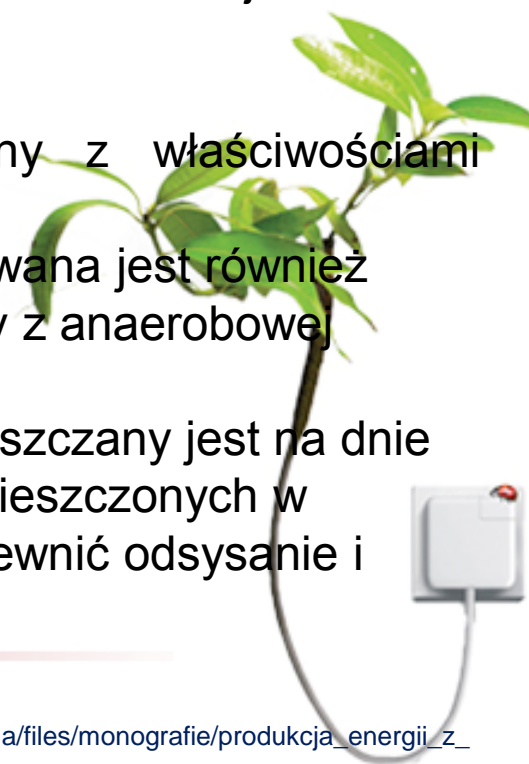 ny z właściwościami
wana jest również
y z anaerobowej
szczany jest na dnie
ieszczonych w
ewnić odsysanie i
a/files/monografie/produkcja_energii_z_